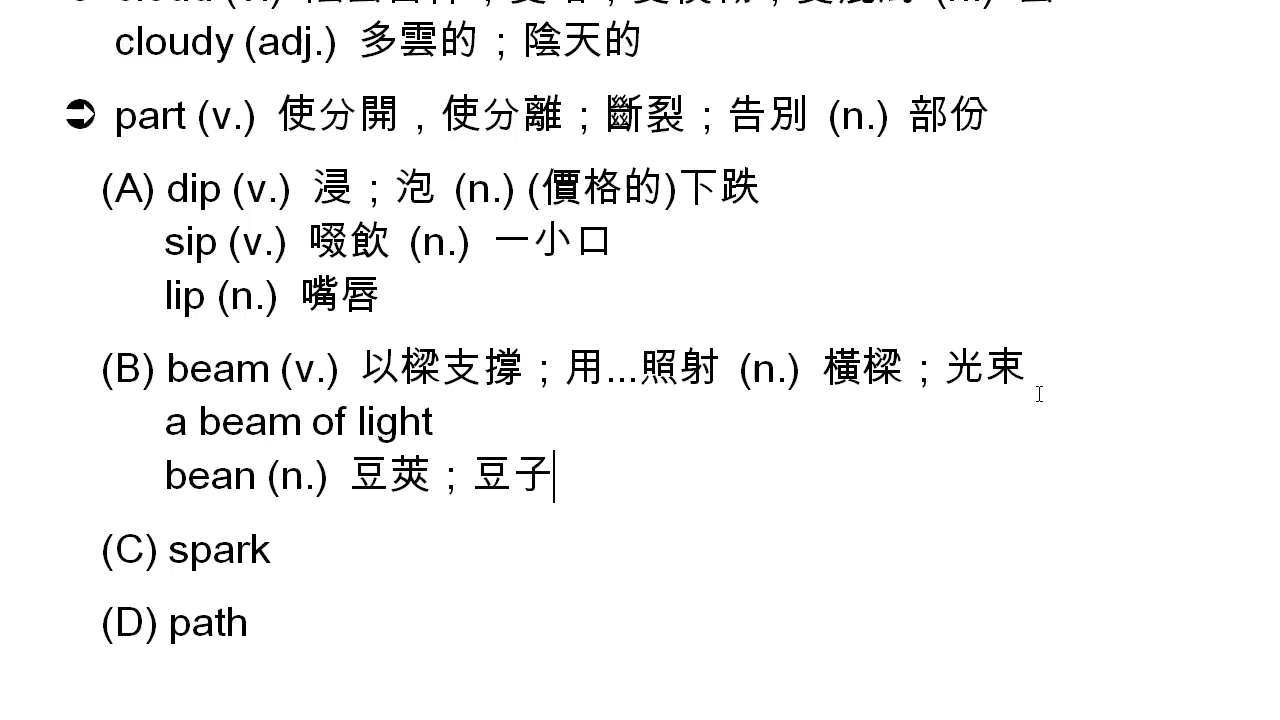 cloudy (adj.) 多雲的；陰天的
➲ part (v.) 使分開，使分離；斷裂；告別 (n.) 部份
(A) dip (v.) 浸；泡 (n.) (價格的)下跌
sip (v.) 啜飲 (n.) 一小口
lip (n.) 嘴唇
(B) beam (v.) 以樑支撐；用...照射 (n.) 橫樑；光束
a beam of light
bean (n.) 豆莢；豆子
(C) spark
(D) path